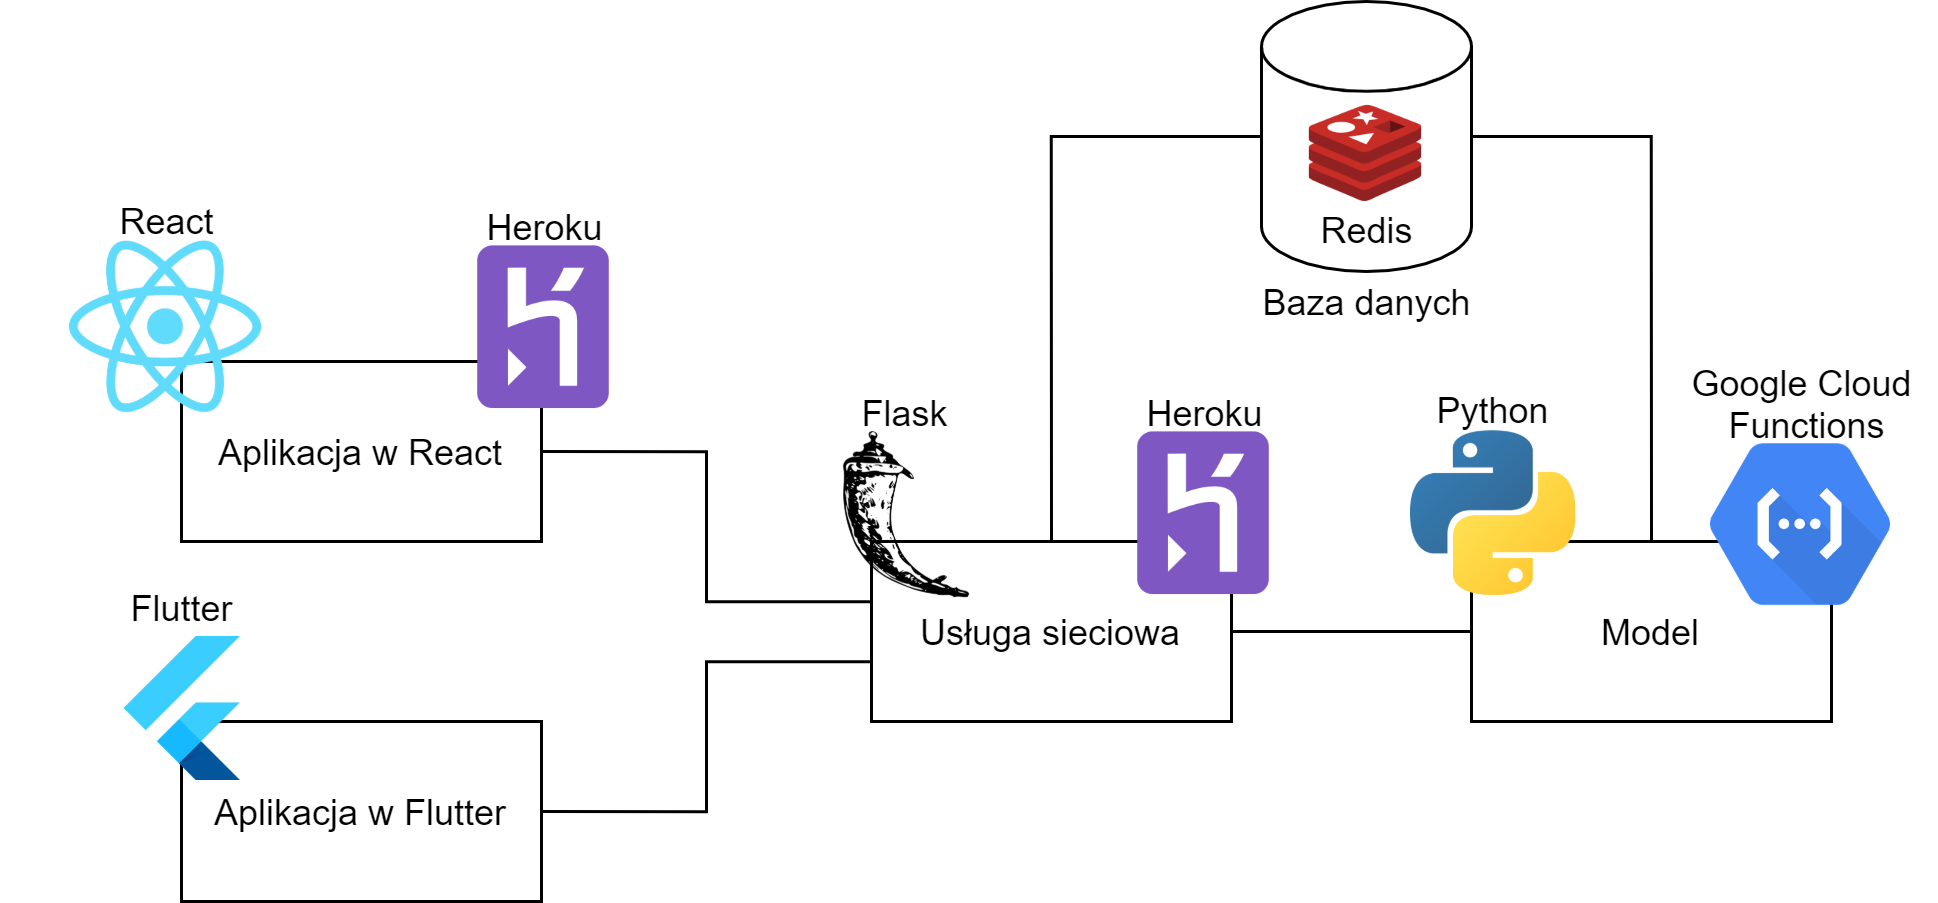 React
Heroku
Aplikacja w React
Flutter
Aplikacja w Flutter
Flask
Heroku
Usługa sieciowa
Redis
Baza danych
Python
Google Cloud
Functions
Model